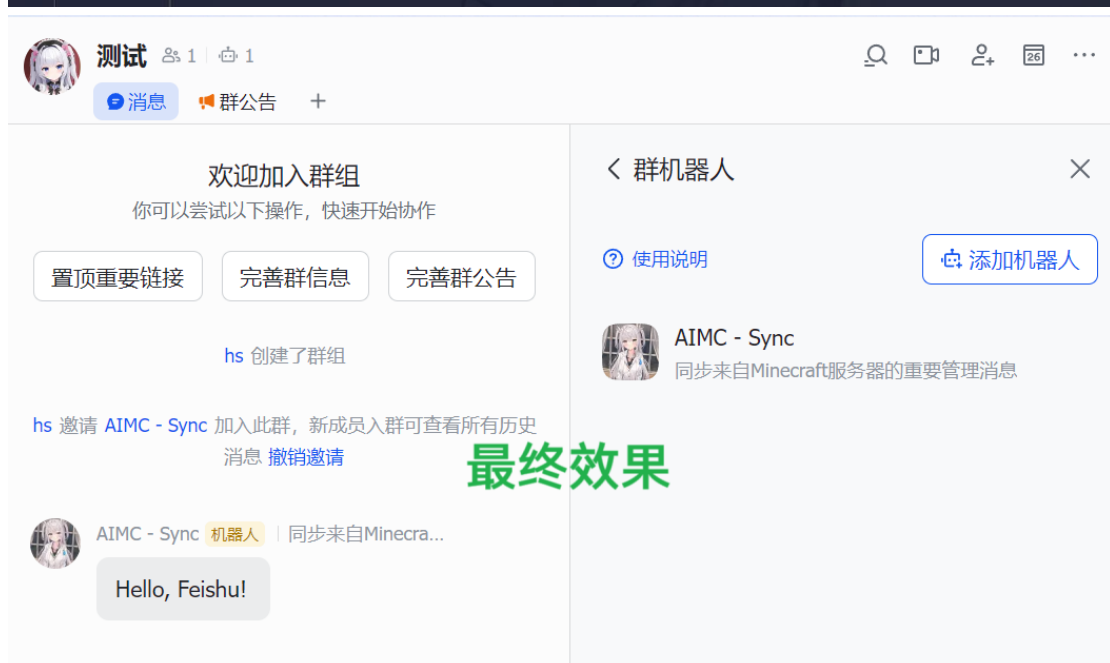 测试 1 1
26
消息 群公告
欢迎加入群组
你可以尝试以下操作，快速开始协作
置顶重要链接 完善群信息 完善群公告
hs 创建了群组
hs 邀请 AIMC - Sync 加入此群，新成员入群可查看所有历史
消息 撤销邀请
AIMC - Sync 机器人 同步来自Minecra...
Hello, Feishu!
群机器人
使用说明 添加机器人
AIMC - Sync
同步来自Minecraft服务器的重要管理消息
最终效果